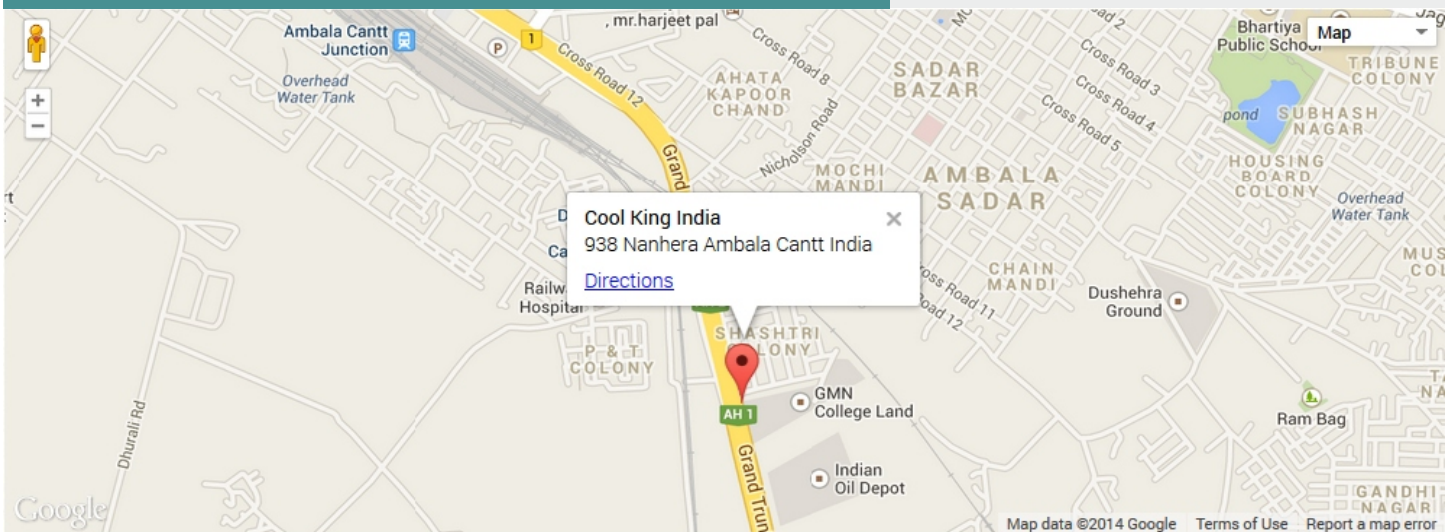 Ambala Cantt
Junction
, mr.harjeet pal
P
1
Cross Road 12
Cross Road 8
AHATA
KAPOOR
CHAND
SADAR
BAZAR
Cross Road 3
Cross Road 4
Cross Road 5
Bhartiya
Public School
Map
TRIBUNE
COLONY
Overhead
Water Tank
+
−
pond
SUBHASH
NAGAR
Nicholson Road
Grand
MOCHI
MANDI
AMBALA
SADAR
HOUSING
BOARD
COLONY
Overhead
Water Tank
Cool King India
938 Nanhera Ambala Cantt India
Directions
Hospital
CHAIN
MANDI
Road 11
Dushehra
Ground
SHASHTRI
P & T
COLONY
GMN
College Land
AH 1
Ram Bag
Dhurali Rd
Grand Trun
Indian
Oil Depot
GANDHI
NAGAR
Google
Map data ©2014 Google
Terms of Use
Report a map error